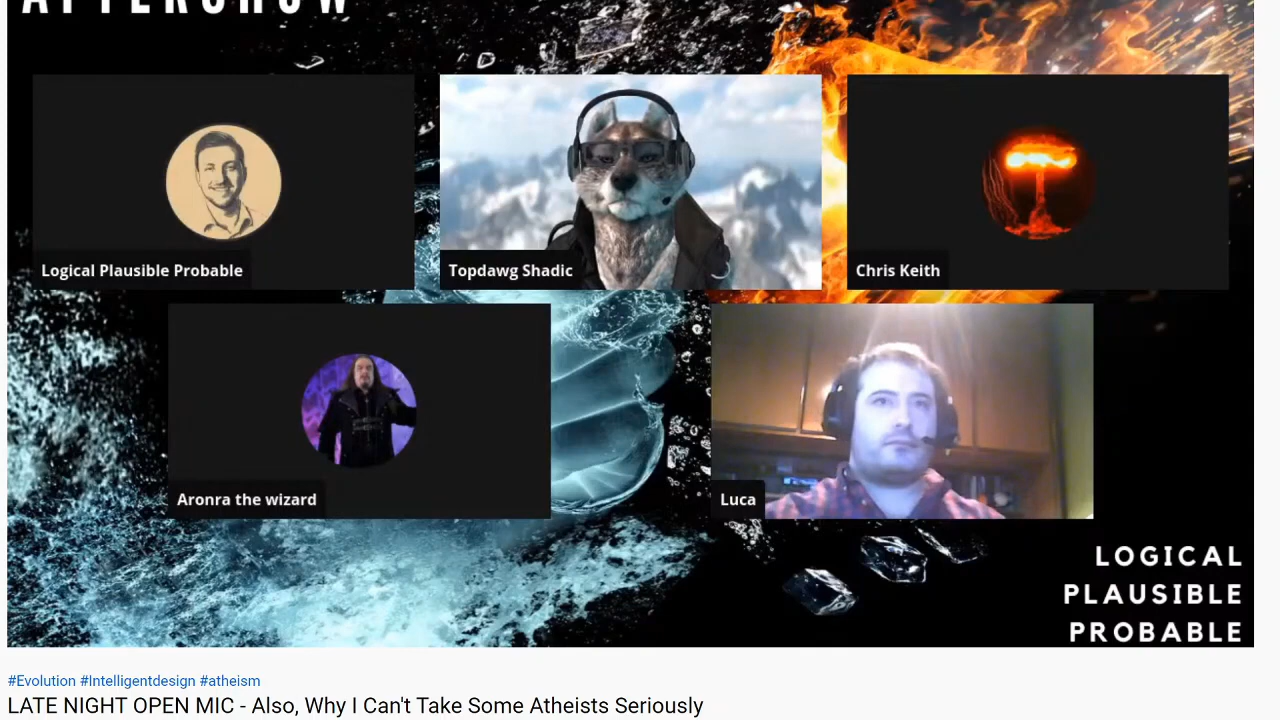 AFTERSHOW
Logical Plausible Probable
Topdawg Shadic
Chris Keith
Aronra the wizard
Luca
LOGICAL
PLAUSIBLE
PROBABLE
#Evolution #Intelligentdesign #atheism
LATE NIGHT OPEN MIC - Also, Why I Can't Take Some Atheists Seriously